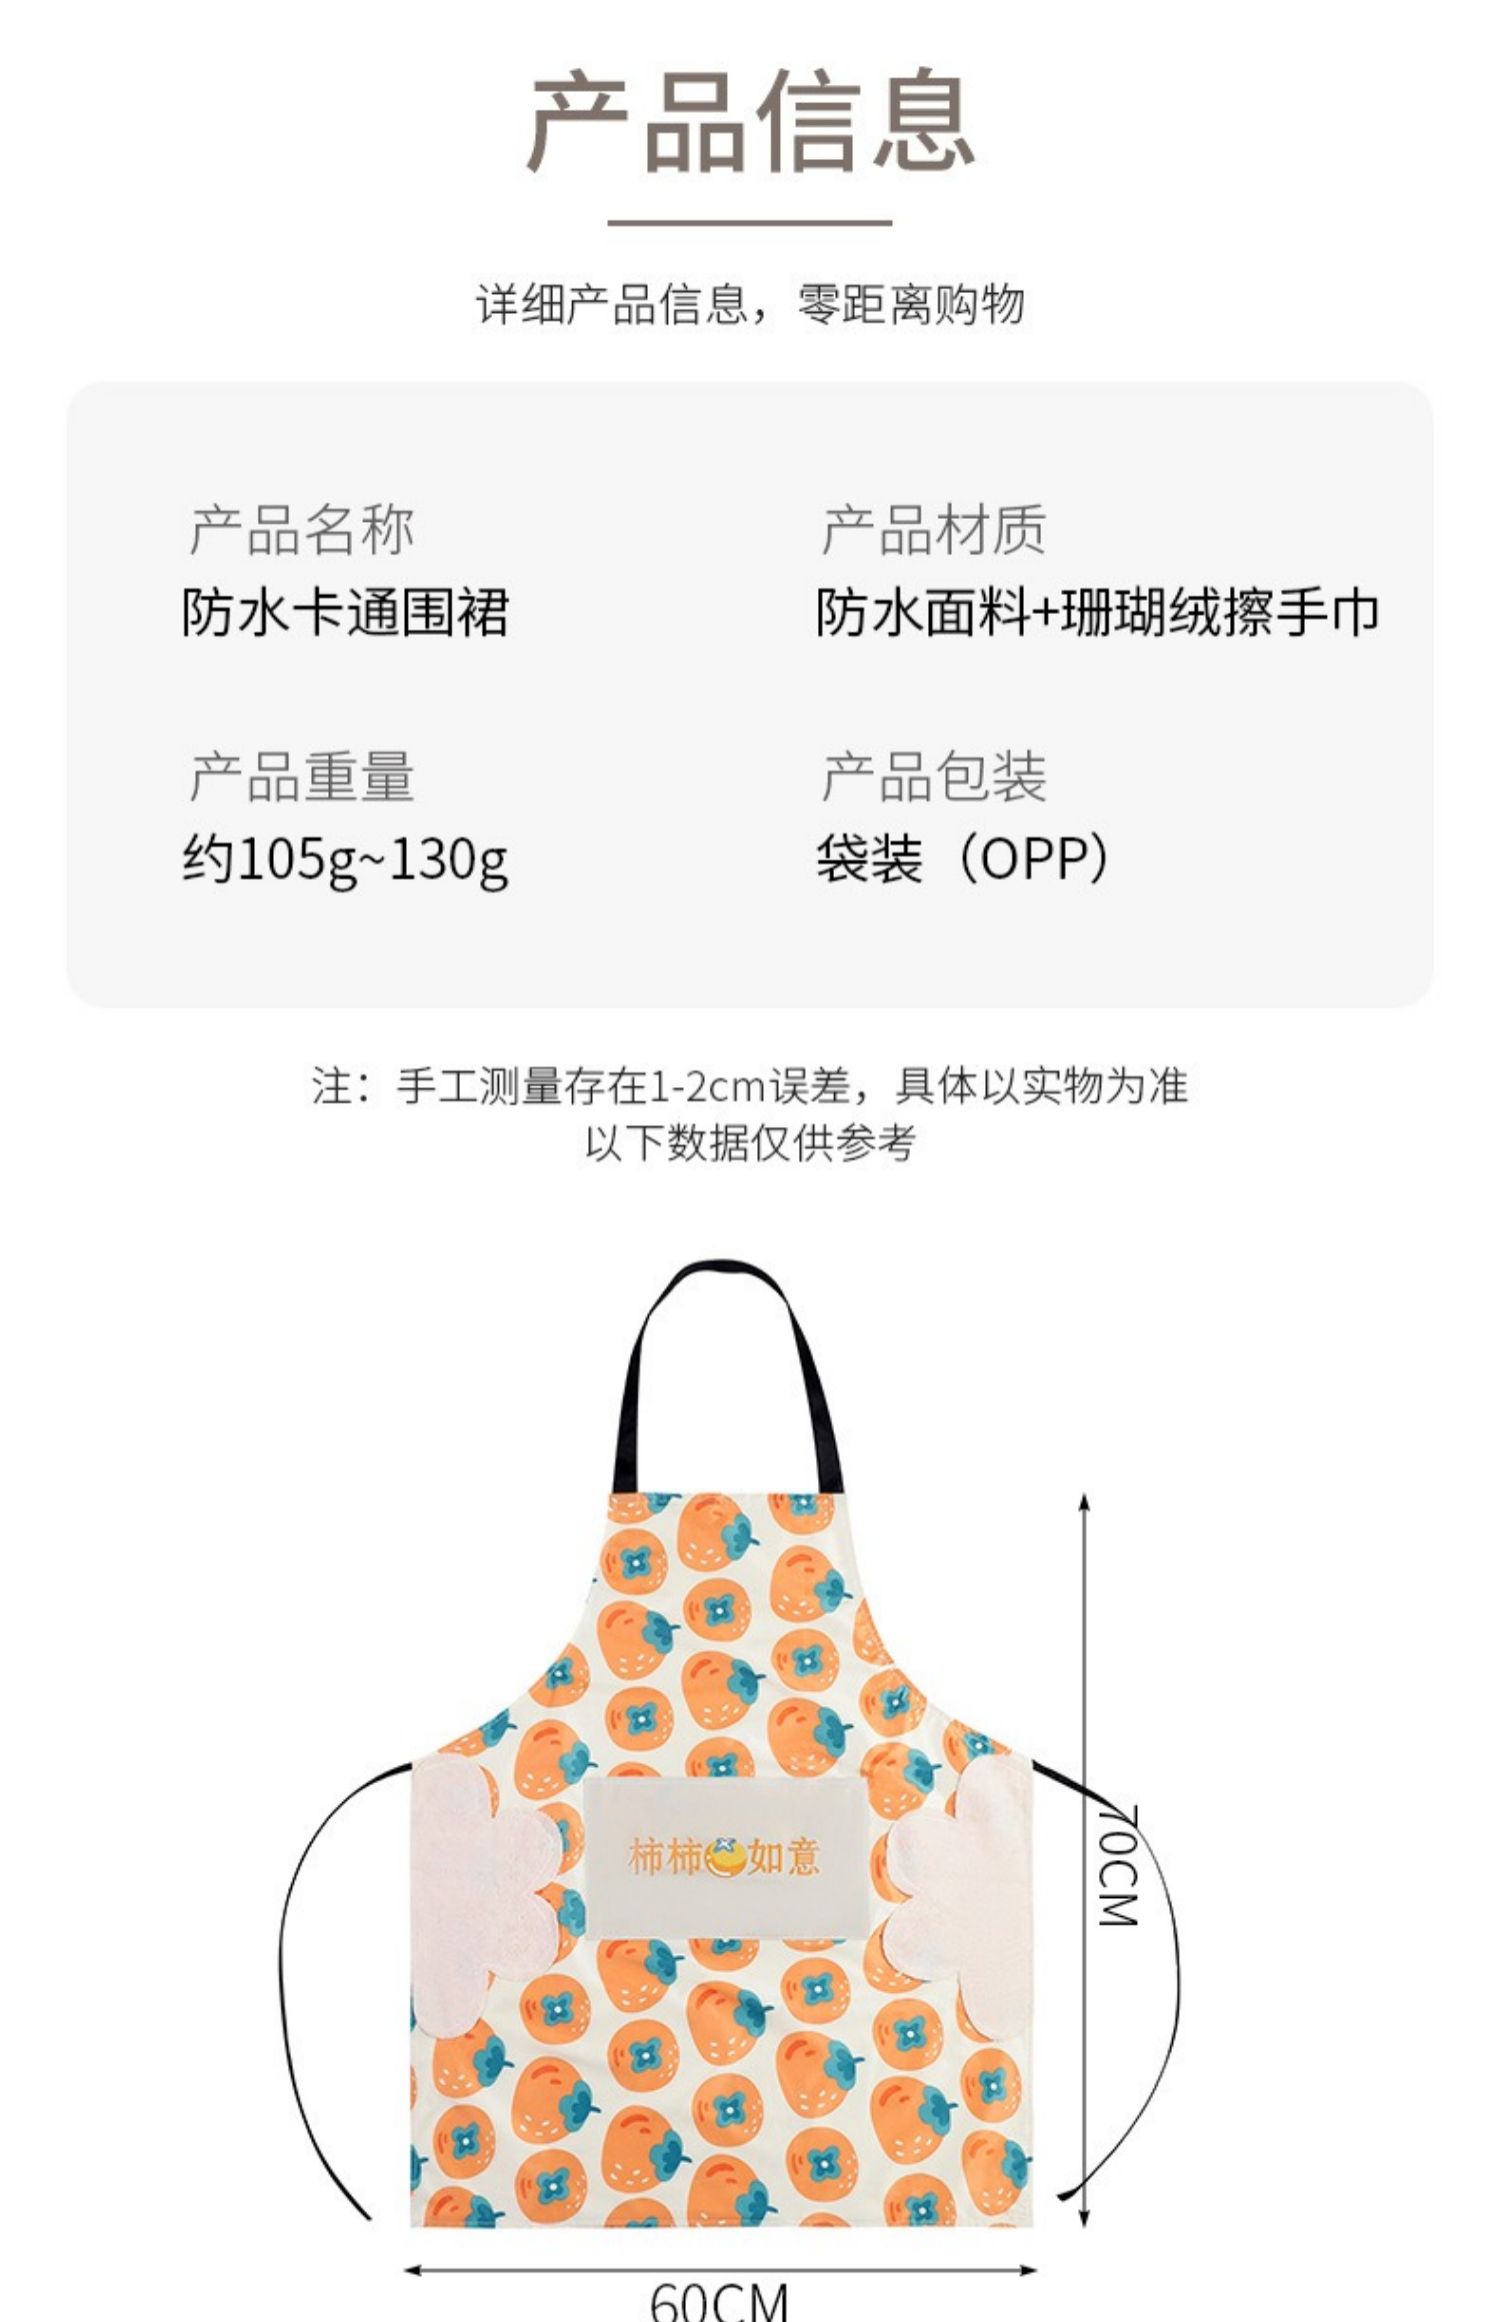 产品信息
详细产品信息，零距离购物
产品名称
产品材质
防水卡通围裙
防水面料+珊瑚绒擦手巾
产品重量
产品包装
约105g~130g
袋装（OPP）
注：手工测量存在1-2cm误差，具体以实物为准
以下数据仅供参考
柿柿如意
70CM
60CM